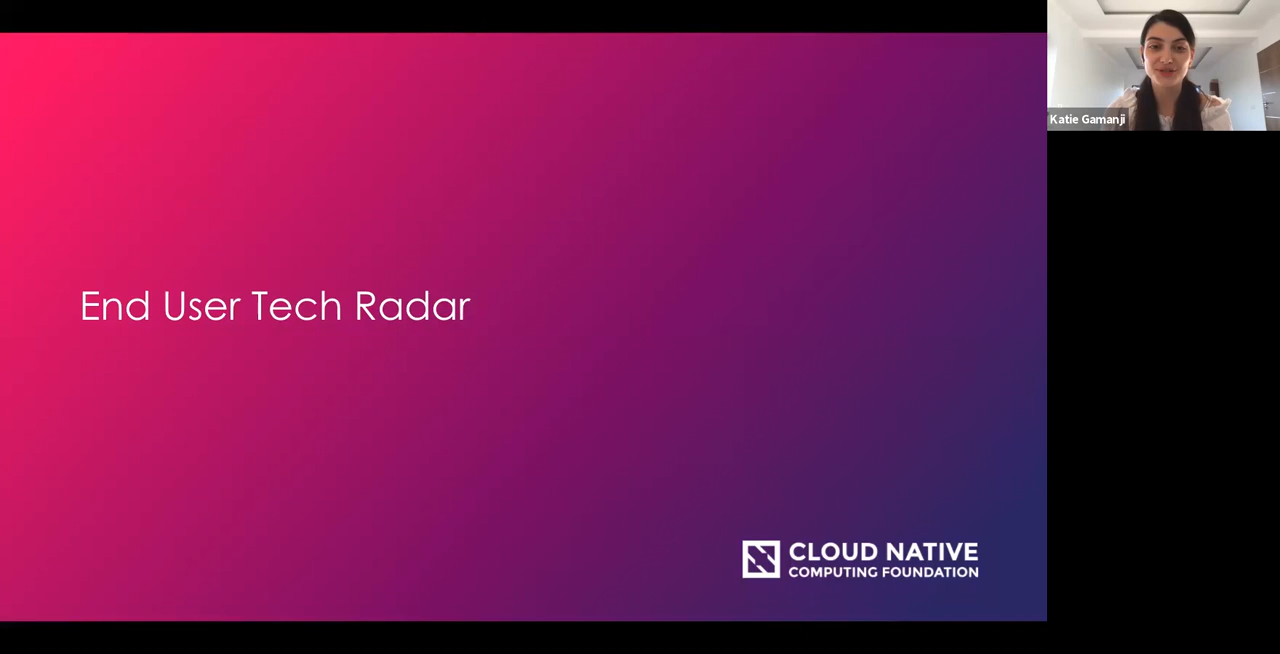 Katie Gamanji
End User Tech Radar
CLOUD NATIVE
COMPUTING FOUNDATION